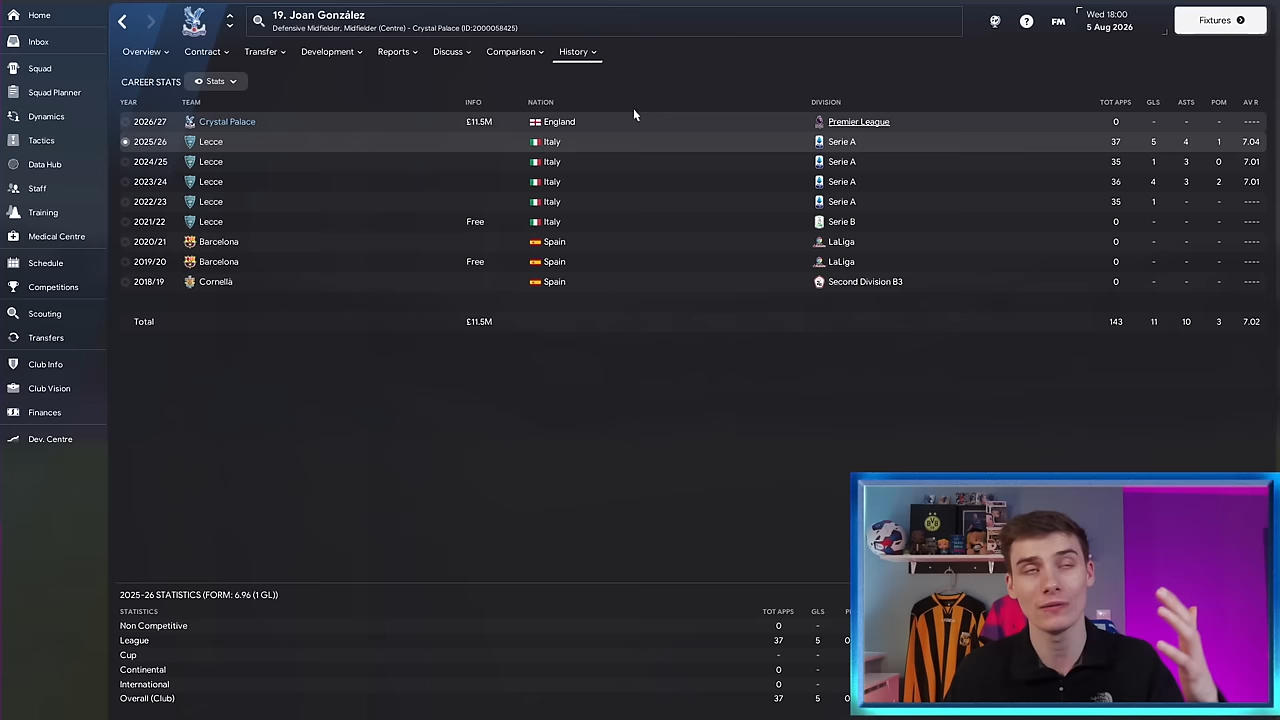 Home
Inbox
Squad
Squad Planner
Dynamics
Tactics
Data Hub
Staff
Training
Medical Centre
Schedule
Competitions
Scouting
Transfers
Club Info
Club Vision
Finances
Dev. Centre
19. Joan González
Defensive Midfielder, Midfielder (Centre) - Crystal Palace (ID:2000058425)
? FM
Wed 18:00
5 Aug 2026
Fixtures
Overview Contract Transfer Development Reports Discuss Comparison History
CAREER STATS Stats
YEAR TEAM INFO NATION DIVISION TOT APPS GLS ASTS POM AV R
2026/27 Crystal Palace £11.5M England Premier League 0 - - - ----
2025/26 Lecce Italy Serie A 37 5 4 1 7.04
2024/25 Lecce Italy Serie A 35 1 3 0 7.01
2023/24 Lecce Italy Serie A 36 4 3 2 7.01
2022/23 Lecce Italy Serie A 35 1 - - ----
2021/22 Lecce Free Italy Serie B 0 - - - ----
2020/21 Barcelona Spain LaLiga 0 - - - ----
2019/20 Barcelona Free Spain LaLiga 0 - - - ----
2018/19 Cornellà Spain Second Division B3 0 - - - ----
Total £11.5M 143 11 10 3 7.02
2025-26 STATISTICS (FORM: 6.96 (1 GL))
STATISTICS TOT APPS GLS
Non Competitive 0 -
League 37 5 0
Cup - -
Continental 0 -
International 0 -
Overall (Club) 37 5 0
BVB